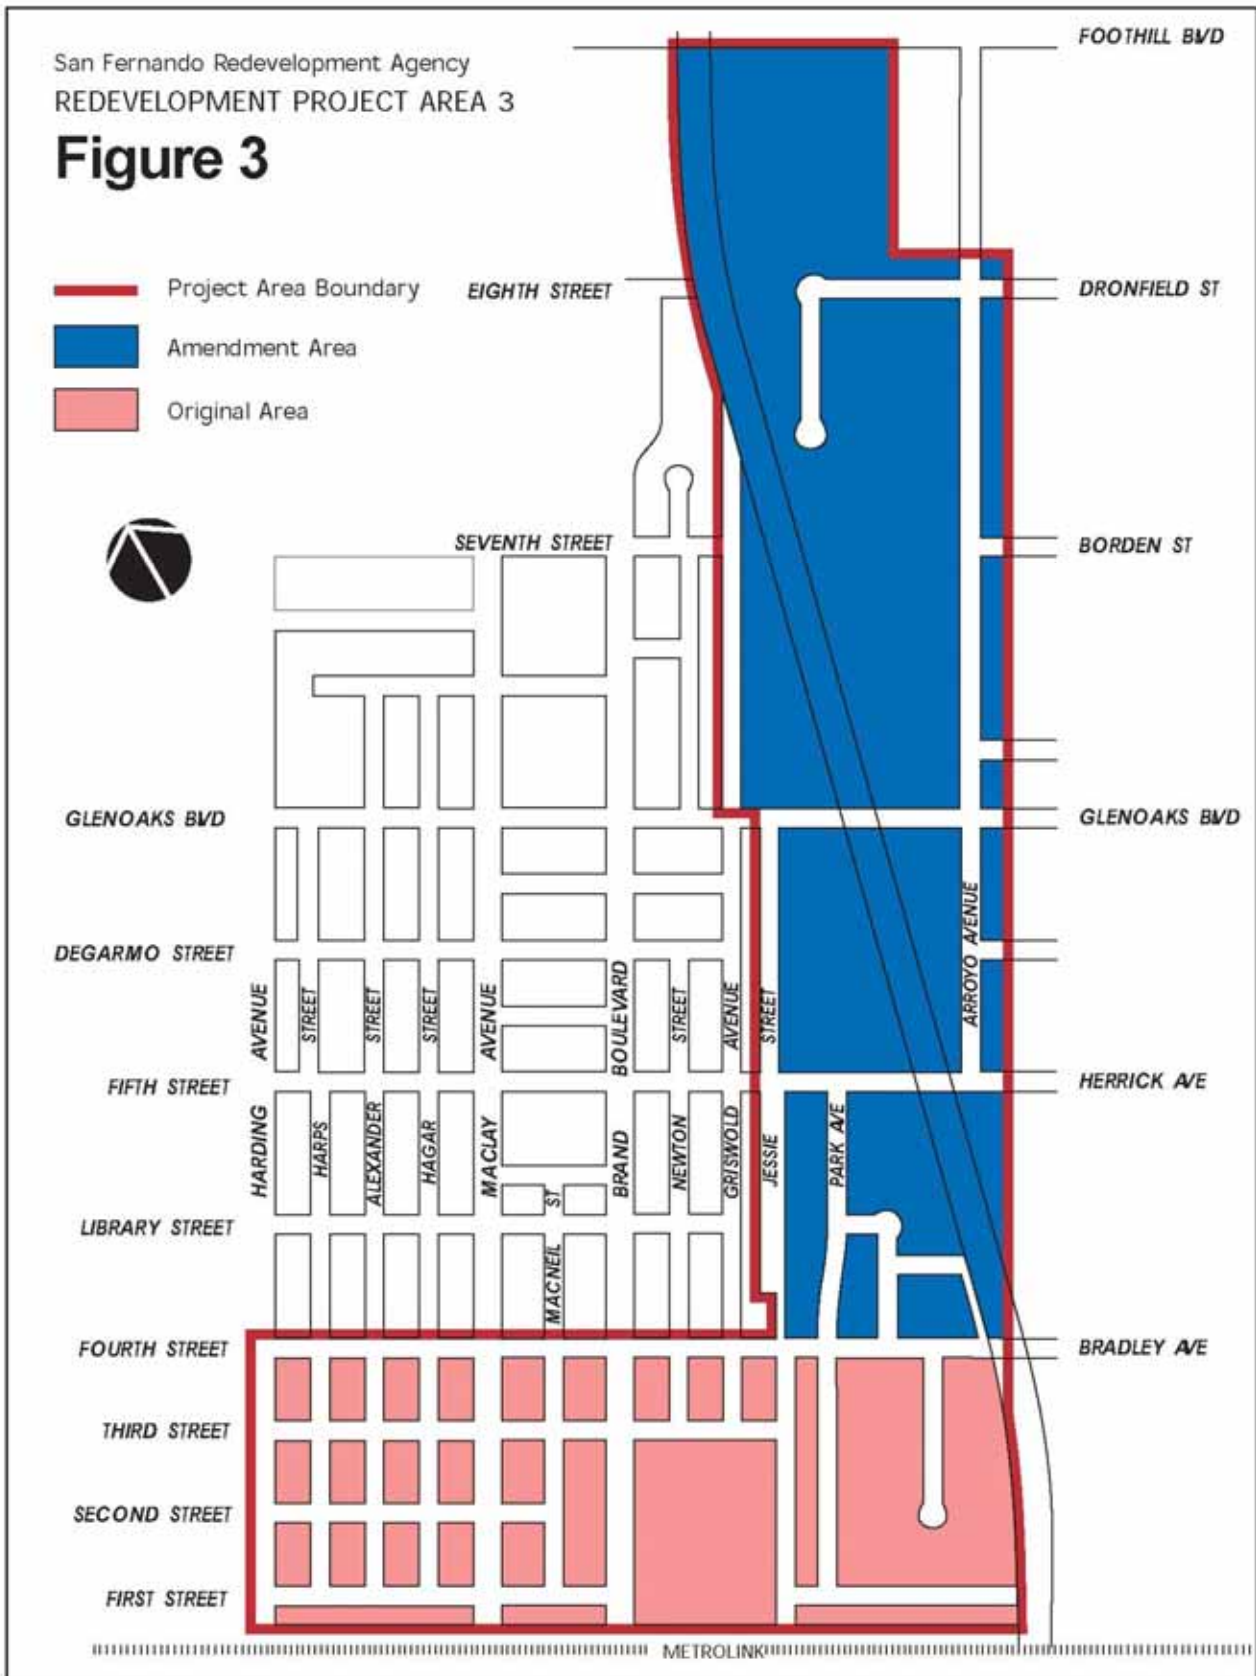 San Fernando Redevelopment Agency
REDEVELOPMENT PROJECT AREA 3
Figure 3
Project Area Boundary
Amendment Area
Original Area
FOOTHILL BLVD
EIGHTH STREET
DRONFIELD ST
SEVENTH STREET
BORDEN ST
GLENOAKS BLVD
GLENOAKS BLVD
DEGARMO STREET
FIFTH STREET
HERRICK AVE
LIBRARY STREET
FOURTH STREET
BRADLEY AVE
THIRD STREET
SECOND STREET
FIRST STREET
HARDING AVENUE
HARPS STREET
ALEXANDER STREET
HAGAR STREET
MACLAY AVENUE
MACNEIL ST
BRAND BOULEVARD
NEWTON STREET
GRISWOLD AVENUE
JESSIE STREET
PARK AVE
ARROYO AVENUE
METROLINK